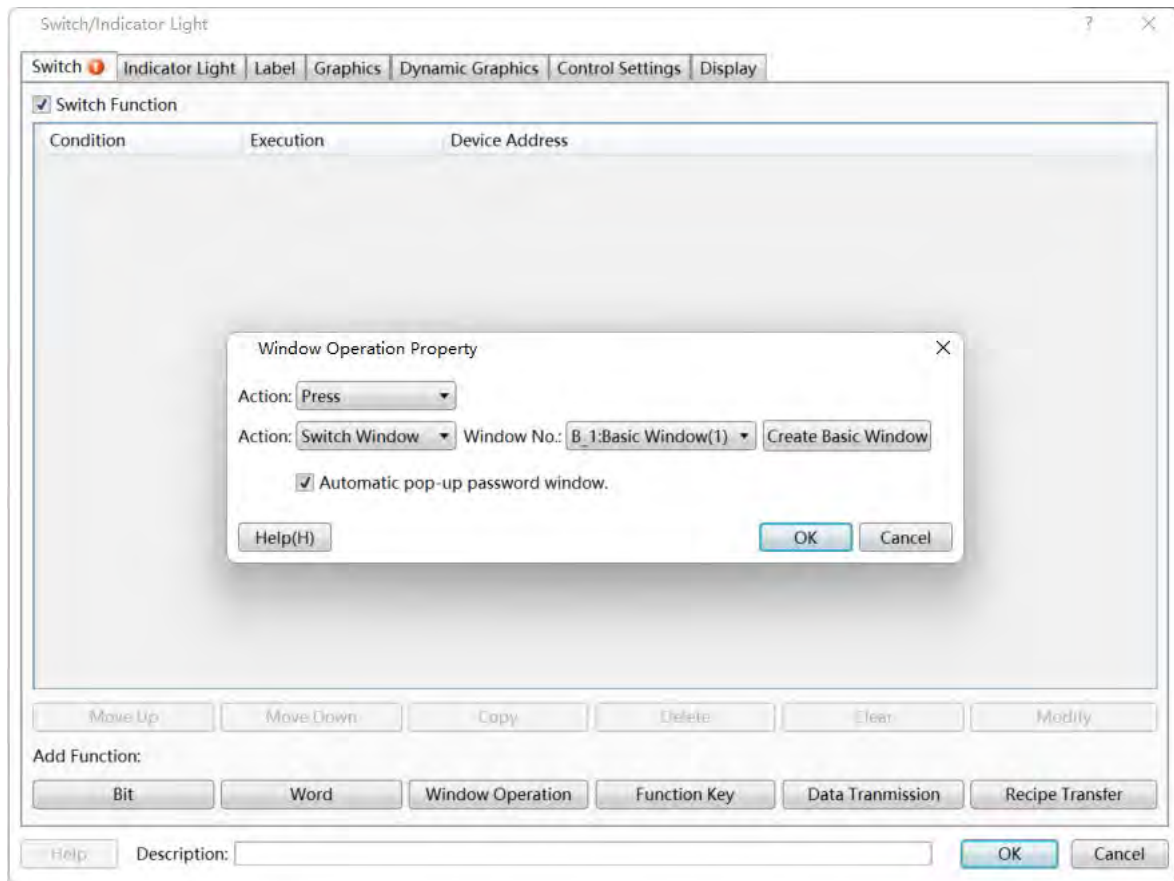 Switch/Indicator Light ?
Switch Indicator Light Label Graphics Dynamic Graphics Control Settings Display
Switch Function
Condition Execution Device Address
Window Operation Property
Action: Press
Action: Switch Window Window No.: B_1:Basic Window(1) Create Basic Window
Automatic pop-up password window.
Help(H) OK Cancel
Move Up Move Down Copy Delete Clear Modify
Add Function:
Bit Word Window Operation Function Key Data Tranmission Recipe Transfer
Help Description: OK Cancel